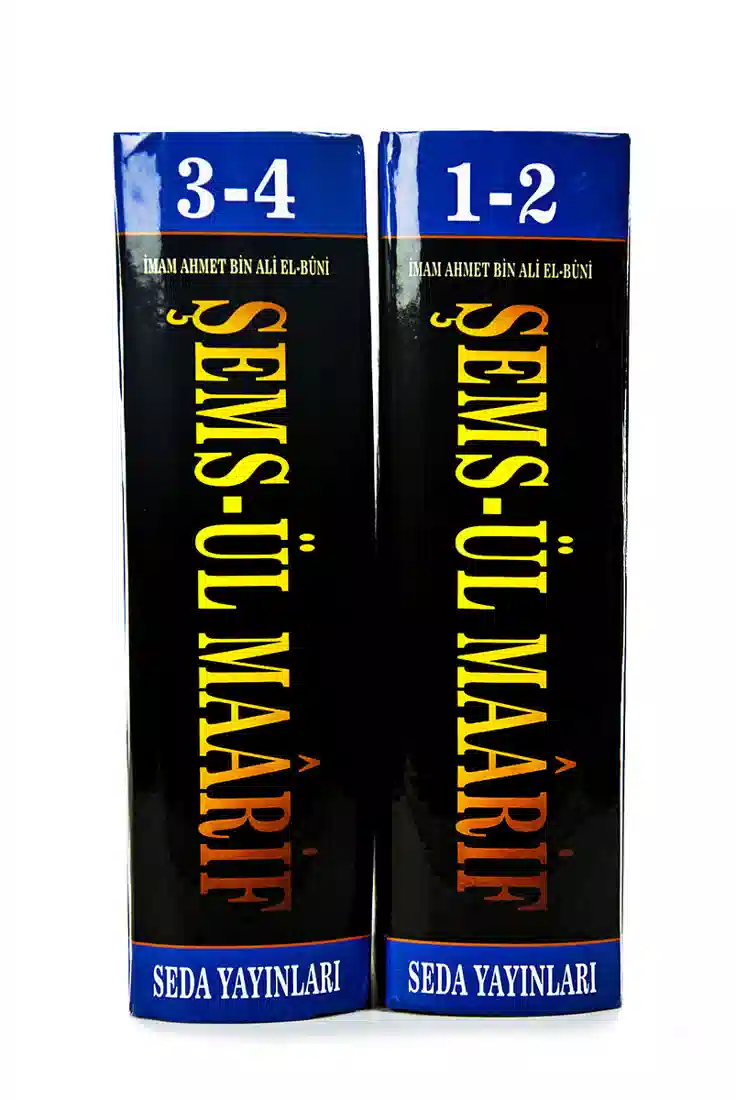 3-4
İMAM AHMET BİN ALİ EL-BÛNİ
ŞEMS-ÜL MAÂRİF
SEDA YAYINLARI
1-2
İMAM AHMET BİN ALİ EL-BÛNİ
ŞEMS-ÜL MAÂRİF
SEDA YAYINLARI